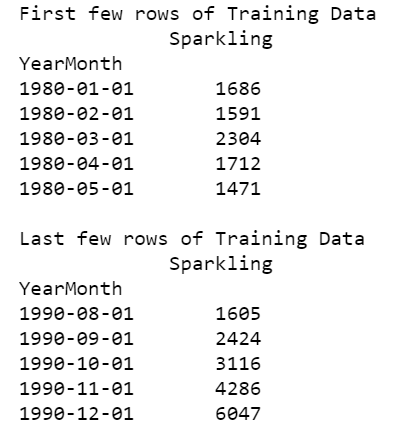 First few rows of Training Data
Sparkling
YearMonth
1980-01-01 1686
1980-02-01 1591
1980-03-01 2304
1980-04-01 1712
1980-05-01 1471
Last few rows of Training Data
Sparkling
YearMonth
1990-08-01 1605
1990-09-01 2424
1990-10-01 3116
1990-11-01 4286
1990-12-01 6047